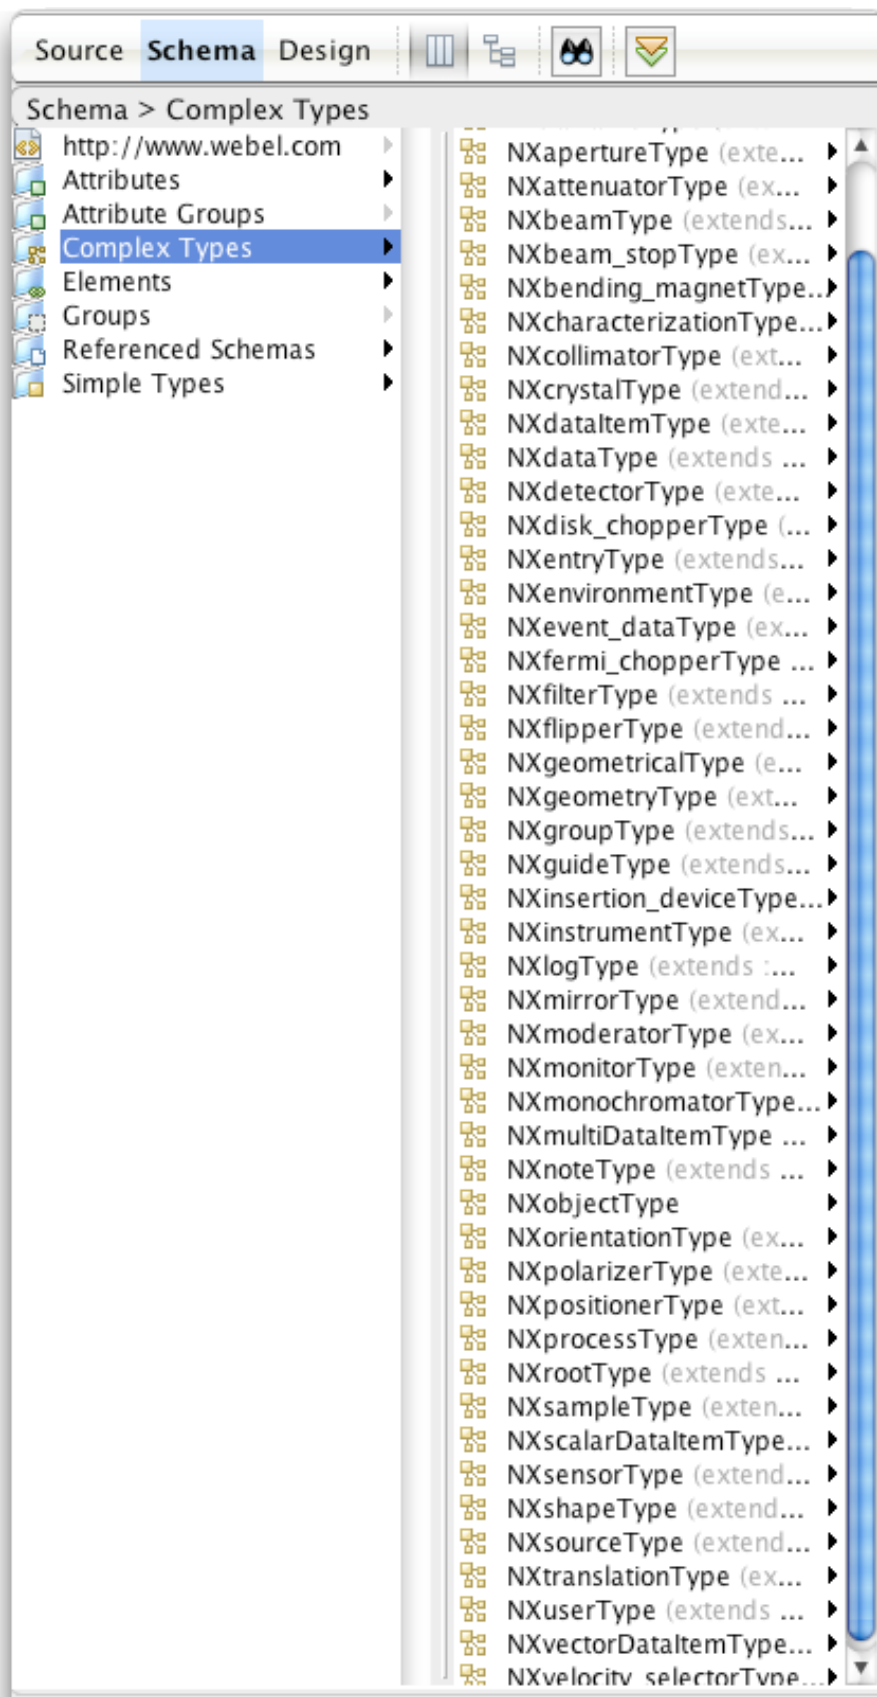 Source Schema Design
Schema > Complex Types
http://www.webel.com
Attributes
Attribute Groups
Complex Types
Elements
Groups
Referenced Schemas
Simple Types
NXapertureType (exte...
NXattenuatorType (ex...
NXbeamType (extends...
NXbeam_stopType (ex...
NXbending_magnetType...
NXcharacterizationType...
NXcollimatorType (ext...
NXcrystalType (extend...
NXdataItemType (exte...
NXdataType (extends ...
NXdetectorType (exte...
NXdisk_chopperType (...
NXentryType (extends...
NXenvironmentType (e...
NXevent_dataType (ex...
NXfermi_chopperType ...
NXfilterType (extends ...
NXflipperType (extend...
NXgeometricalType (e...
NXgeometryType (ext...
NXgroupType (extends...
NXguideType (extends...
NXinsertion_deviceType...
NXinstrumentType (ex...
NXlogType (extends :...
NXmirrorType (extend...
NXmoderatorType (ex...
NXmonitorType (exten...
NXmonochromatorType...
NXmultiDataItemType ...
NXnoteType (extends ...
NXobjectType
NXorientationType (ex...
NXpolarizerType (exte...
NXpositionerType (ext...
NXprocessType (exten...
NXrootType (extends ...
NXsampleType (exten...
NXscalarDataItemType...
NXsensorType (extend...
NXshapeType (extend...
NXsourceType (extend...
NXtranslationType (ex...
NXuserType (extends ...
NXvectorDataItemType...
NXvelocity_selectorType...